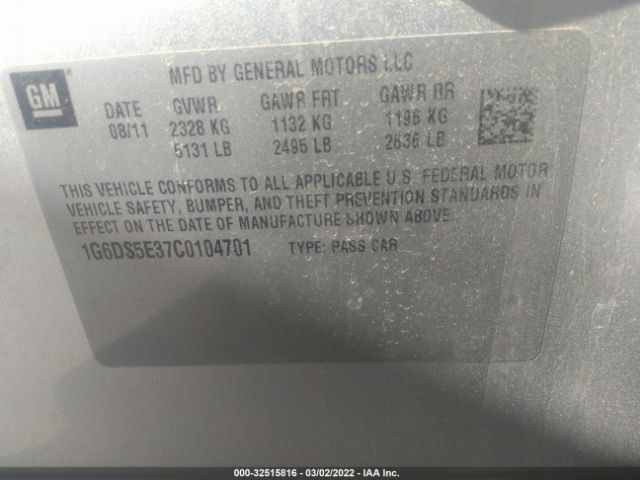 GM
MFD BY GENERAL MOTORS LLC
DATE GVWR GAWR FRT GAWR RR
08/11 2328 KG 1132 KG 1196 KG
5131 LB 2495 LB 2636 LB
THIS VEHICLE CONFORMS TO ALL APPLICABLE U.S. FEDERAL MOTOR
VEHICLE SAFETY, BUMPER, AND THEFT PREVENTION STANDARDS IN
EFFECT ON THE DATE OF MANUFACTURE SHOWN ABOVE.
1G6DS5E37C0104701 TYPE: PASS CAR
000-32515816 - 03/02/2022 - IAA Inc.